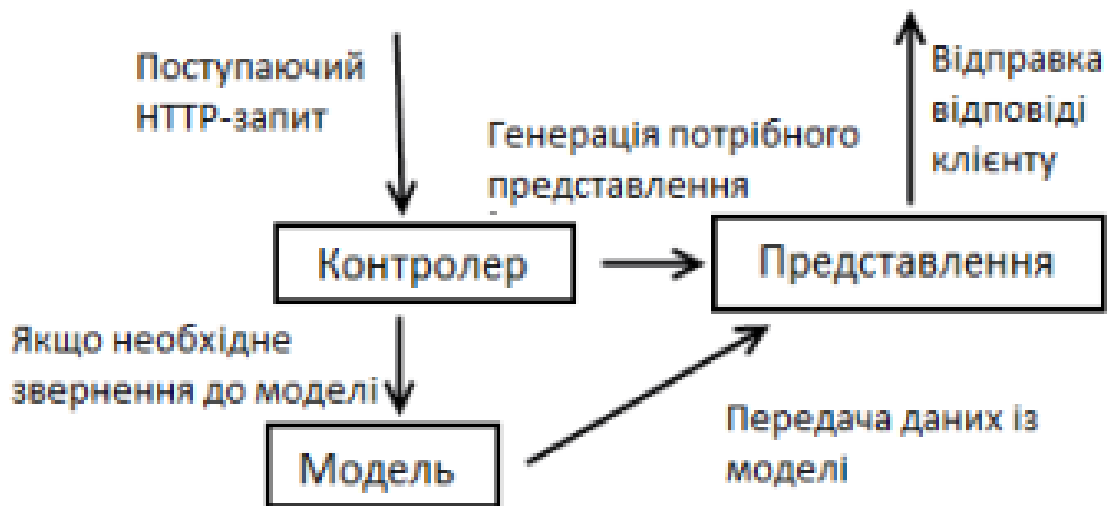 Поступаючий
HTTP-запит
Відправка
відповіді
клієнту
Генерація потрібного
представлення
Контролер
Представлення
Якщо необхідне
звернення до моделі
Передача даних із
моделі
Модель